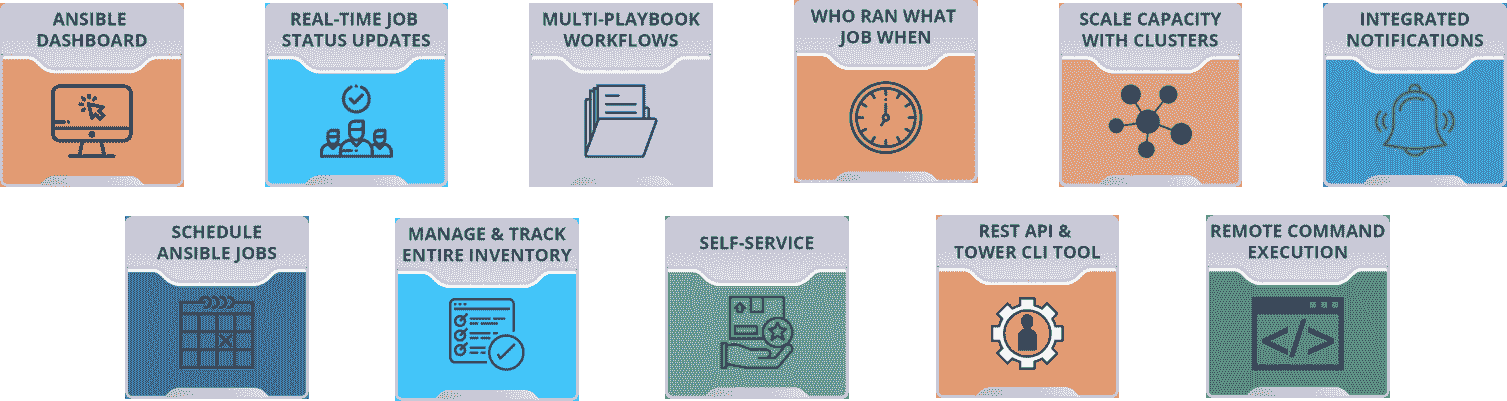 ANSIBLE
DASHBOARD
REAL-TIME JOB
STATUS UPDATES
MULTI-PLAYBOOK
WORKFLOWS
WHO RAN WHAT
JOB WHEN
SCALE CAPACITY
WITH CLUSTERS
INTEGRATED
NOTIFICATIONS
SCHEDULE
ANSIBLE JOBS
MANAGE & TRACK
ENTIRE INVENTORY
SELF-SERVICE
REST API &
TOWER CLI TOOL
REMOTE COMMAND
EXECUTION
</>